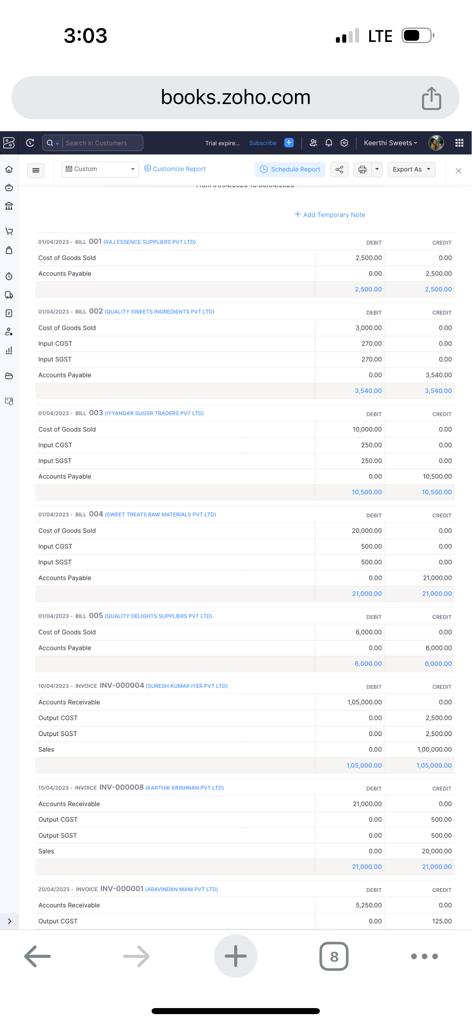 3:03
LTE
books.zoho.com
Search in Customers
Trial expire...
Subscribe
Keerthi Sweets
Custom
Customize Report
Schedule Report
Export As
From 01/04/2023 To 30/04/2023
+ Add Temporary Note
01/04/2023 - BILL 001 (RAJ ESSENCE SUPPLIERS PVT LTD) DEBIT CREDIT
Cost of Goods Sold 2,500.00 0.00
Accounts Payable 0.00 2,500.00
2,500.00 2,500.00
01/04/2023 - BILL 002 (QUALITY SWEETS INGREDIENTS PVT LTD) DEBIT CREDIT
Cost of Goods Sold 3,000.00 0.00
Input CGST 270.00 0.00
Input SGST 270.00 0.00
Accounts Payable 0.00 3,540.00
3,540.00 3,540.00
01/04/2023 - BILL 003 (IYYANGAR SUGSR TRADERS PVT LTD) DEBIT CREDIT
Cost of Goods Sold 10,000.00 0.00
Input CGST 250.00 0.00
Input SGST 250.00 0.00
Accounts Payable 0.00 10,500.00
10,500.00 10,500.00
01/04/2023 - BILL 004 (SWEET TREATS RAW MATERIALS PVT LTD) DEBIT CREDIT
Cost of Goods Sold 20,000.00 0.00
Input CGST 500.00 0.00
Input SGST 500.00 0.00
Accounts Payable 0.00 21,000.00
21,000.00 21,000.00
01/04/2023 - BILL 005 (QUALITY DELIGHTS SUPPLIERS PVT LTD) DEBIT CREDIT
Cost of Goods Sold 6,000.00 0.00
Accounts Payable 0.00 6,000.00
6,000.00 6,000.00
10/04/2023 - INVOICE INV-000004 (SURESH KUMAR IYER PVT LTD) DEBIT CREDIT
Accounts Receivable 1,05,000.00 0.00
Output CGST 0.00 2,500.00
Output SGST 0.00 2,500.00
Sales 0.00 1,00,000.00
1,05,000.00 1,05,000.00
15/04/2023 - INVOICE INV-000008 (KARTHIK KRISHNAN PVT LTD) DEBIT CREDIT
Accounts Receivable 21,000.00 0.00
Output CGST 0.00 500.00
Output SGST 0.00 500.00
Sales 0.00 20,000.00
21,000.00 21,000.00
20/04/2023 - INVOICE INV-000001 (ARAVINDAN MANI PVT LTD) DEBIT CREDIT
Accounts Receivable 5,250.00 0.00
Output CGST 0.00 125.00
8